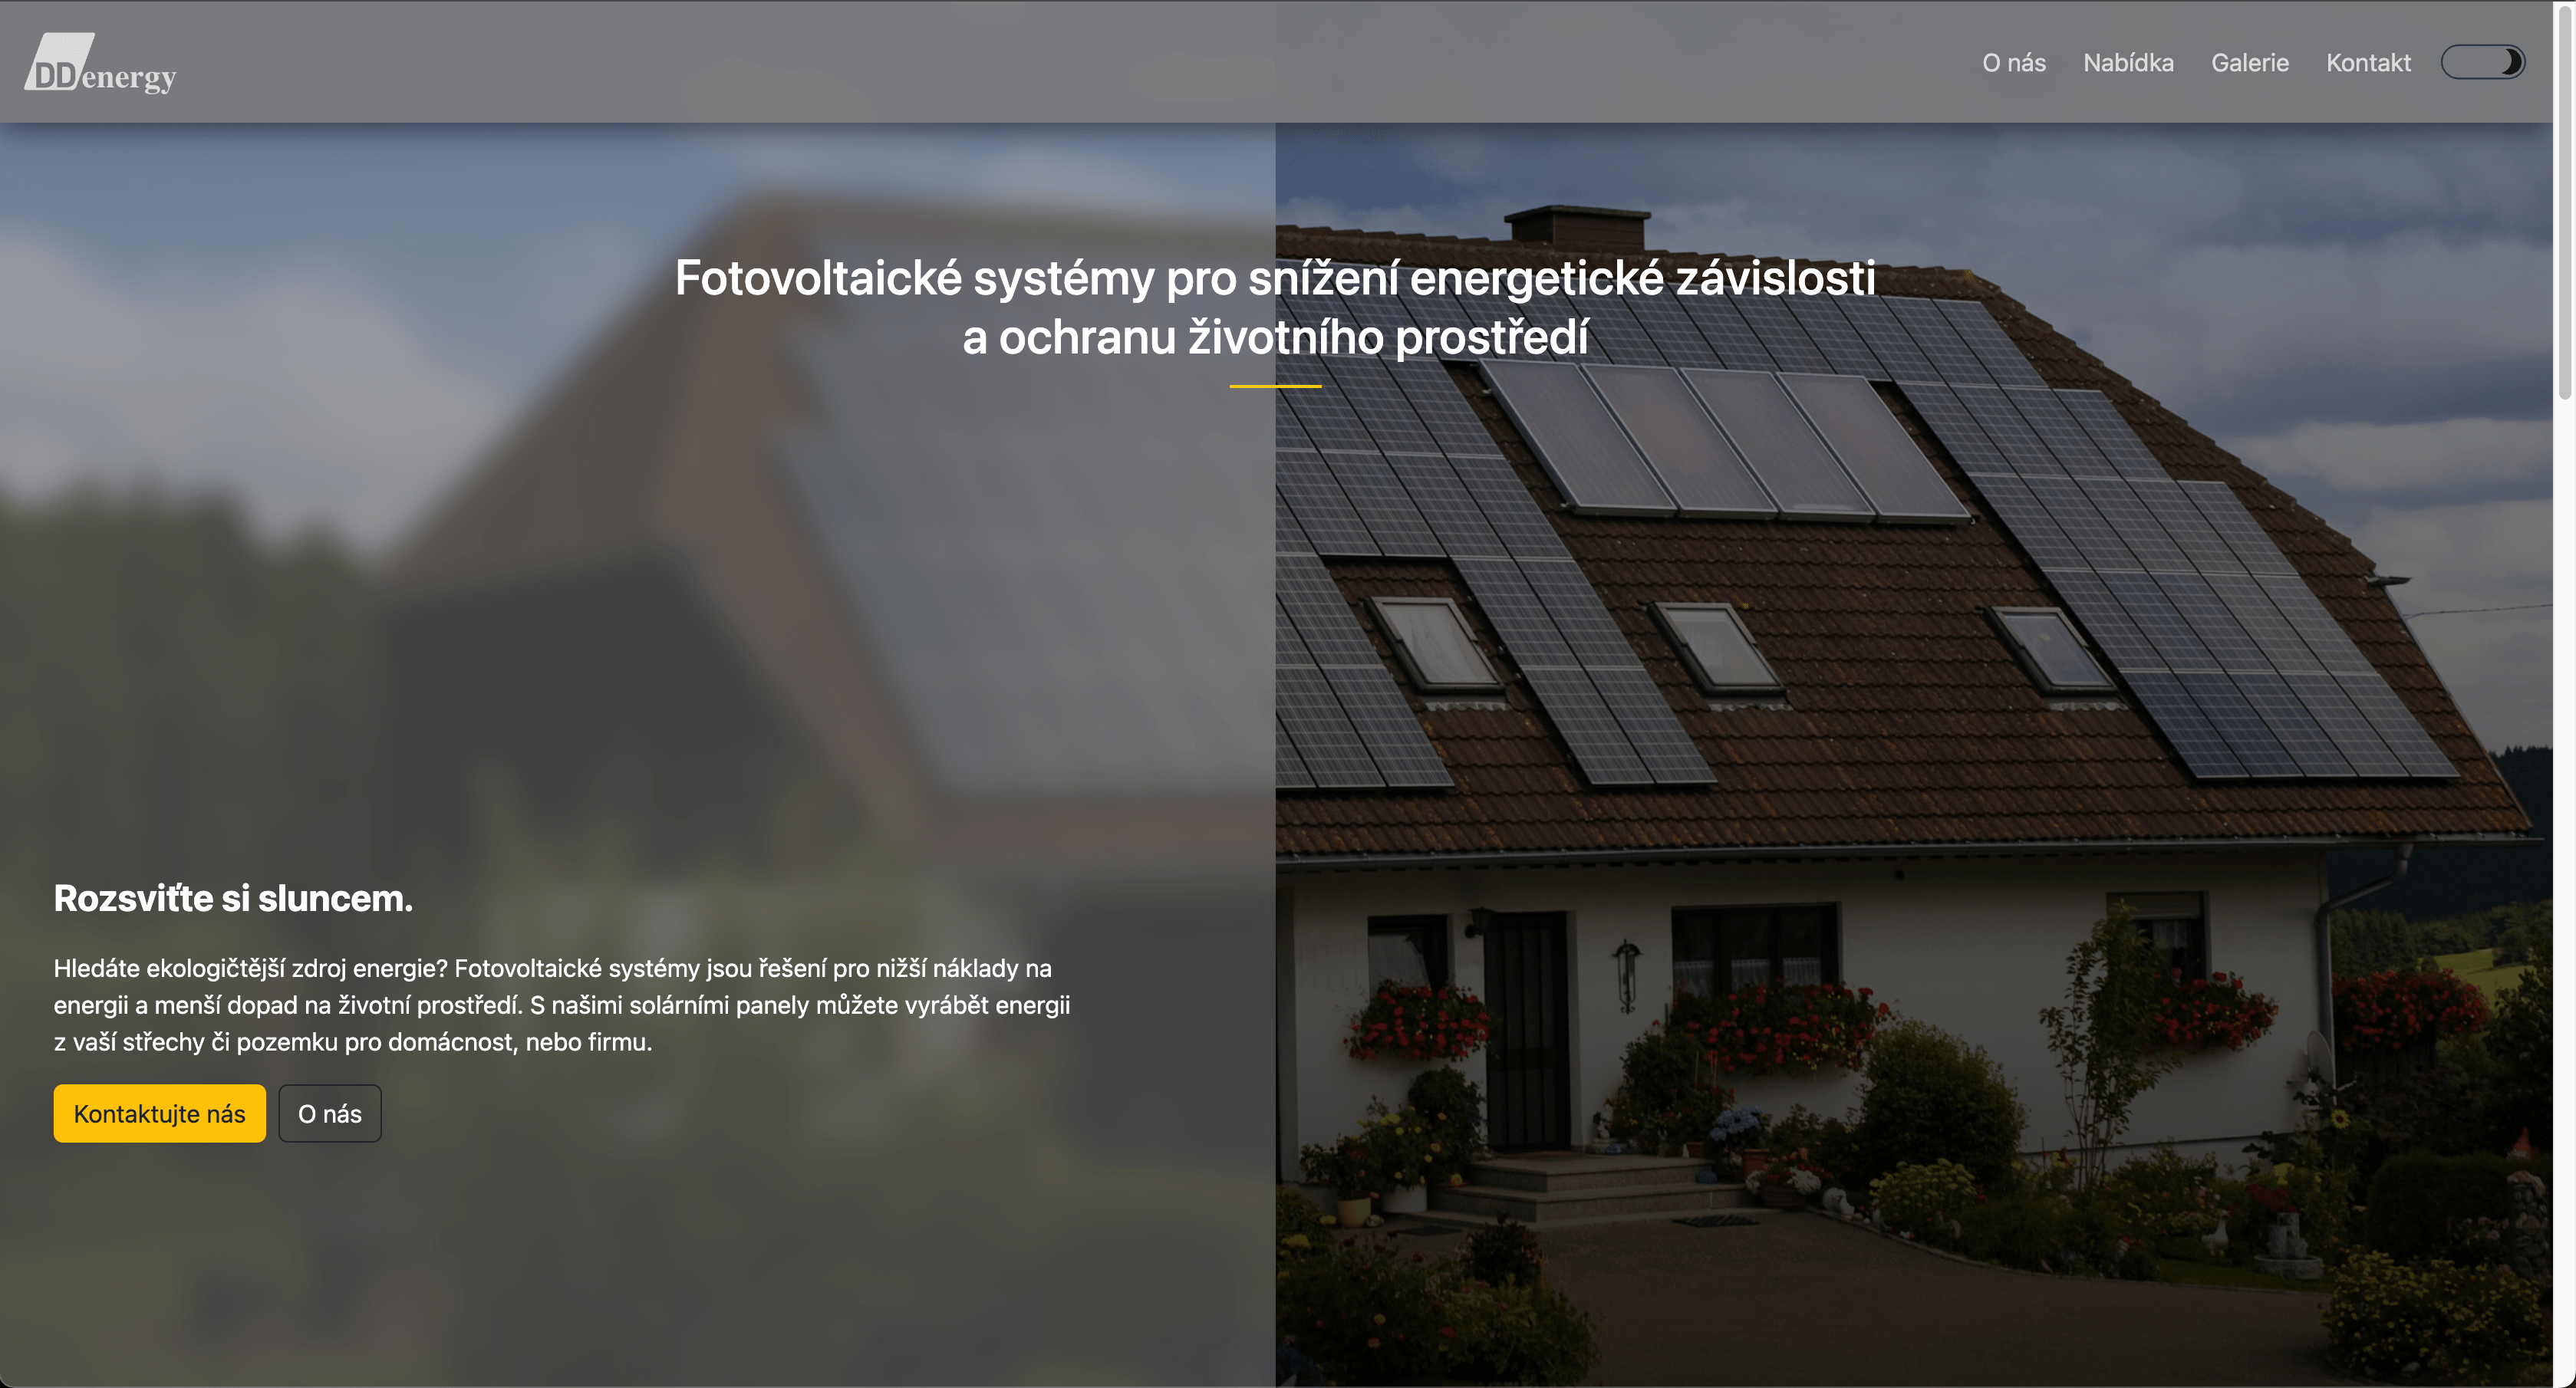 DDenergy
O nás
Nabídka
Galerie
Kontakt
Fotovoltaické systémy pro snížení energetické závislosti
a ochranu životního prostředí
Rozsviťte si sluncem.
Hledáte ekologičtější zdroj energie? Fotovoltaické systémy jsou řešení pro nižší náklady na
energii a menší dopad na životní prostředí. S našimi solárními panely můžete vyrábět energii
z vaší střechy či pozemku pro domácnost, nebo firmu.
Kontaktujte nás
O nás